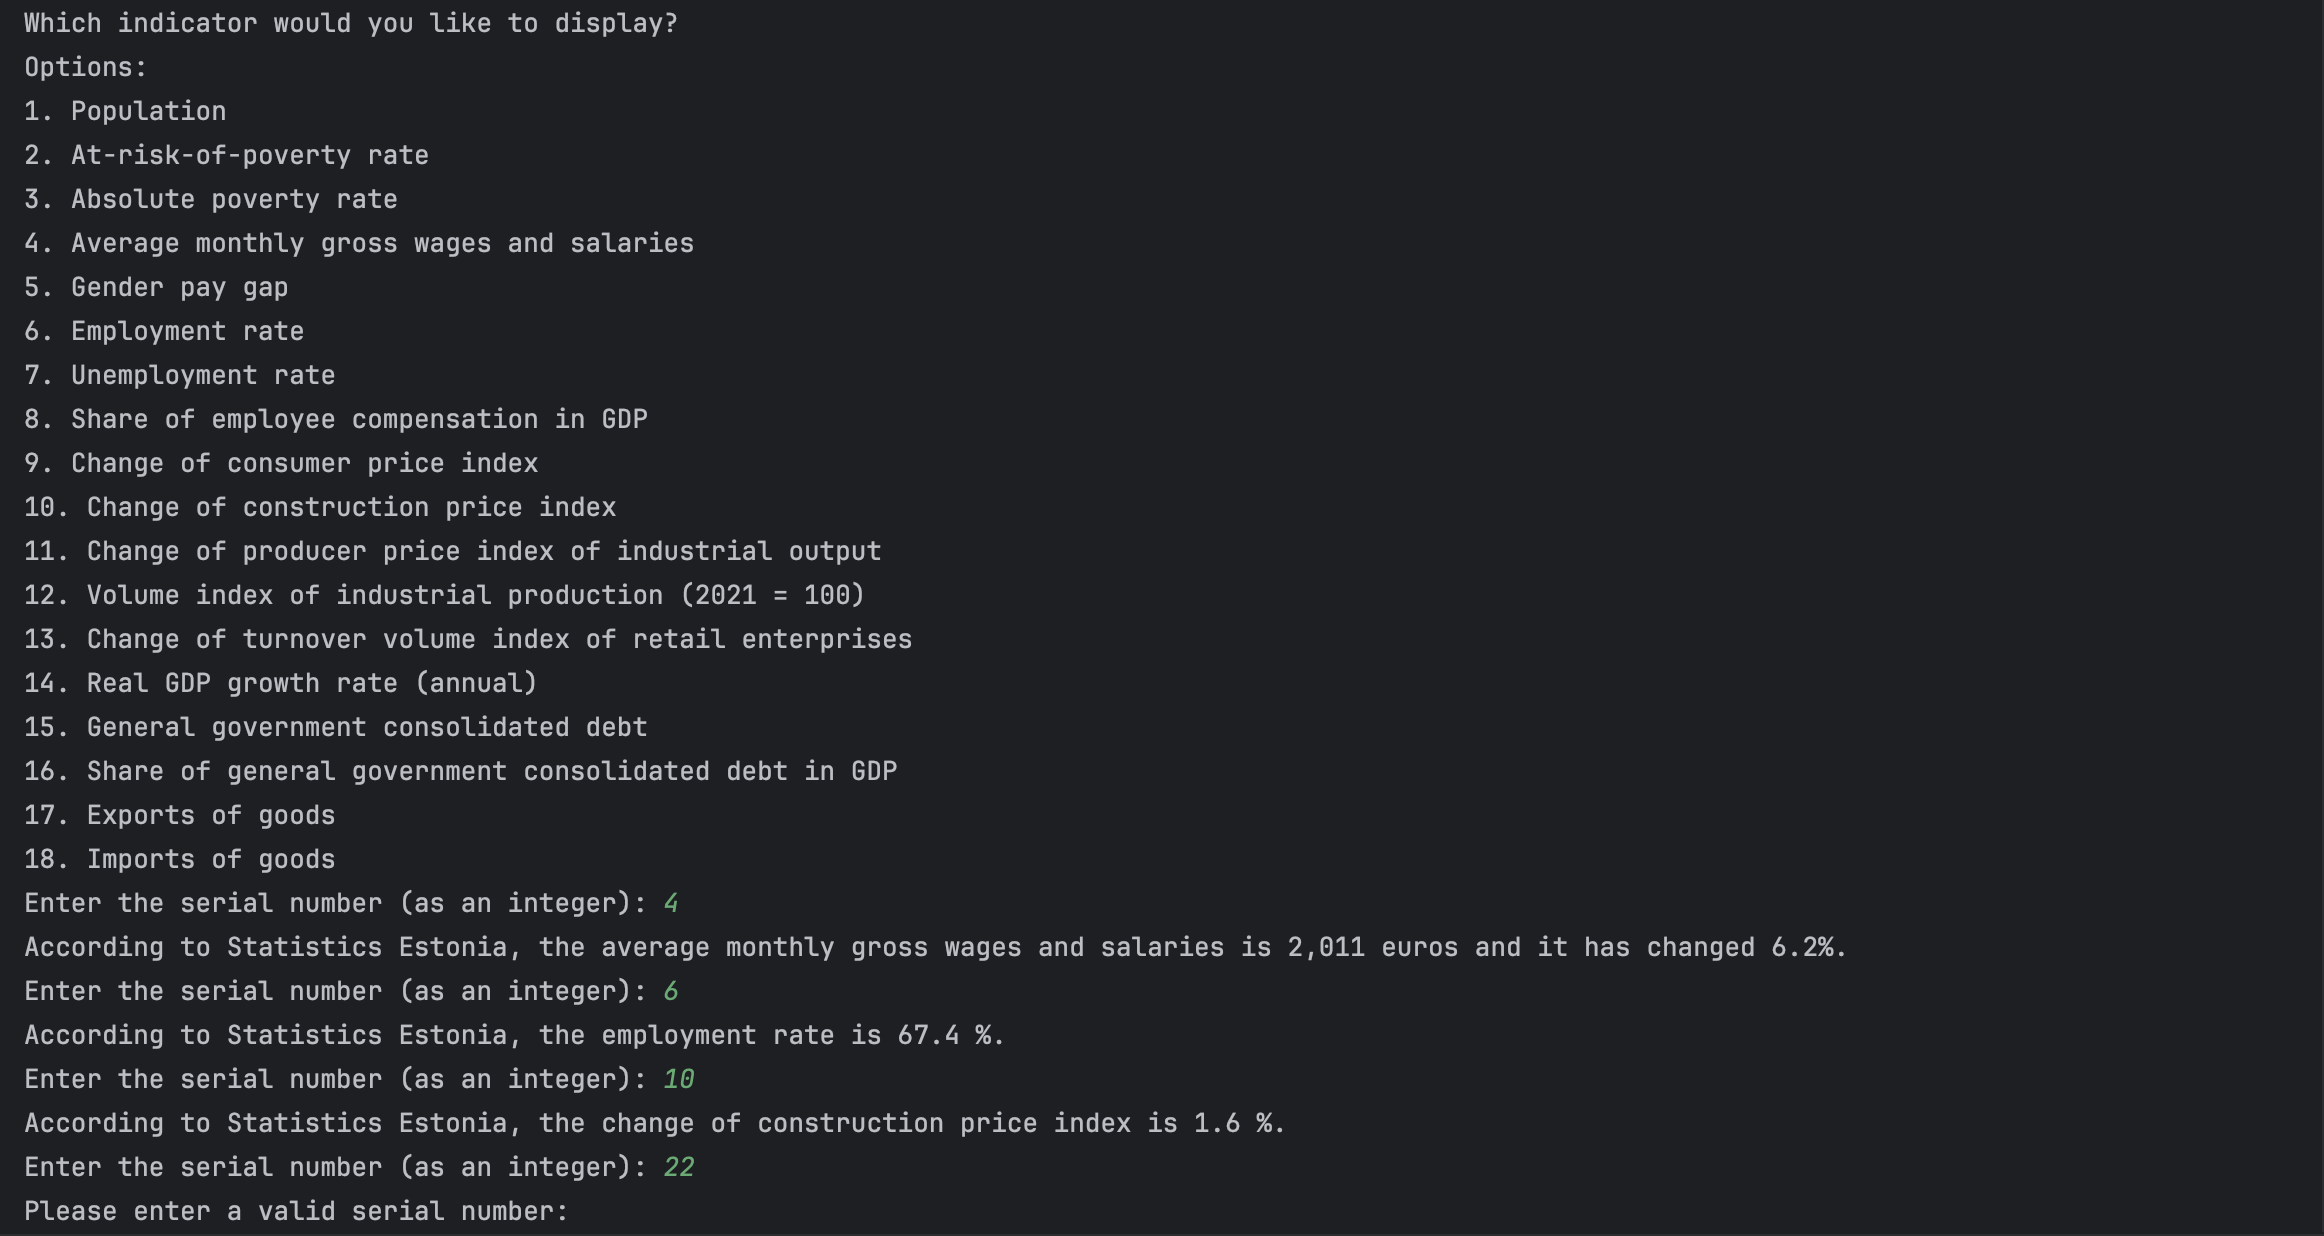 Which indicator would you like to display?
Options:
1. Population
2. At-risk-of-poverty rate
3. Absolute poverty rate
4. Average monthly gross wages and salaries
5. Gender pay gap
6. Employment rate
7. Unemployment rate
8. Share of employee compensation in GDP
9. Change of consumer price index
10. Change of construction price index
11. Change of producer price index of industrial output
12. Volume index of industrial production (2021 = 100)
13. Change of turnover volume index of retail enterprises
14. Real GDP growth rate (annual)
15. General government consolidated debt
16. Share of general government consolidated debt in GDP
17. Exports of goods
18. Imports of goods
Enter the serial number (as an integer): 4
According to Statistics Estonia, the average monthly gross wages and salaries is 2,011 euros and it has changed 6.2%.
Enter the serial number (as an integer): 6
According to Statistics Estonia, the employment rate is 67.4 %.
Enter the serial number (as an integer): 10
According to Statistics Estonia, the change of construction price index is 1.6 %.
Enter the serial number (as an integer): 22
Please enter a valid serial number: